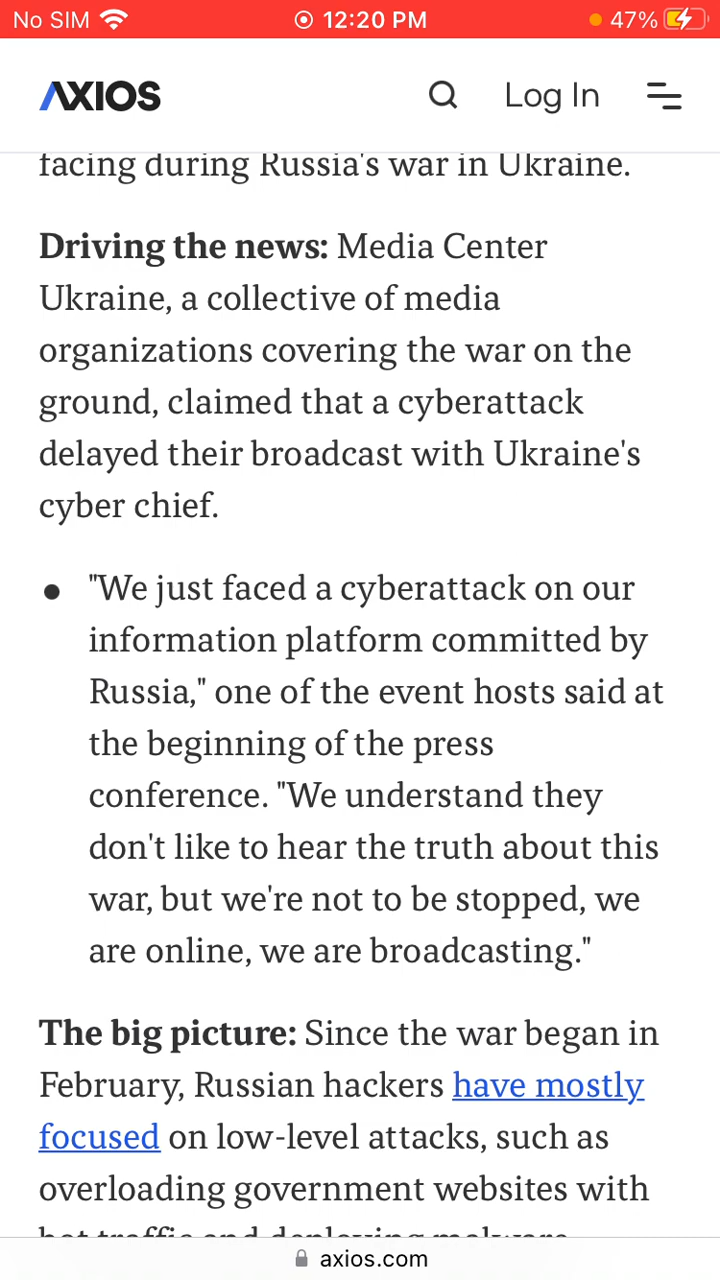 No SIM 12:20 PM 47%
AXIOS Log In
facing during Russia's war in Ukraine.
Driving the news: Media Center
Ukraine, a collective of media
organizations covering the war on the
ground, claimed that a cyberattack
delayed their broadcast with Ukraine's
cyber chief.
• "We just faced a cyberattack on our
information platform committed by
Russia," one of the event hosts said at
the beginning of the press
conference. "We understand they
don't like to hear the truth about this
war, but we're not to be stopped, we
are online, we are broadcasting."
The big picture: Since the war began in
February, Russian hackers have mostly
focused on low-level attacks, such as
overloading government websites with
bot traffic and deploying malware
axios.com